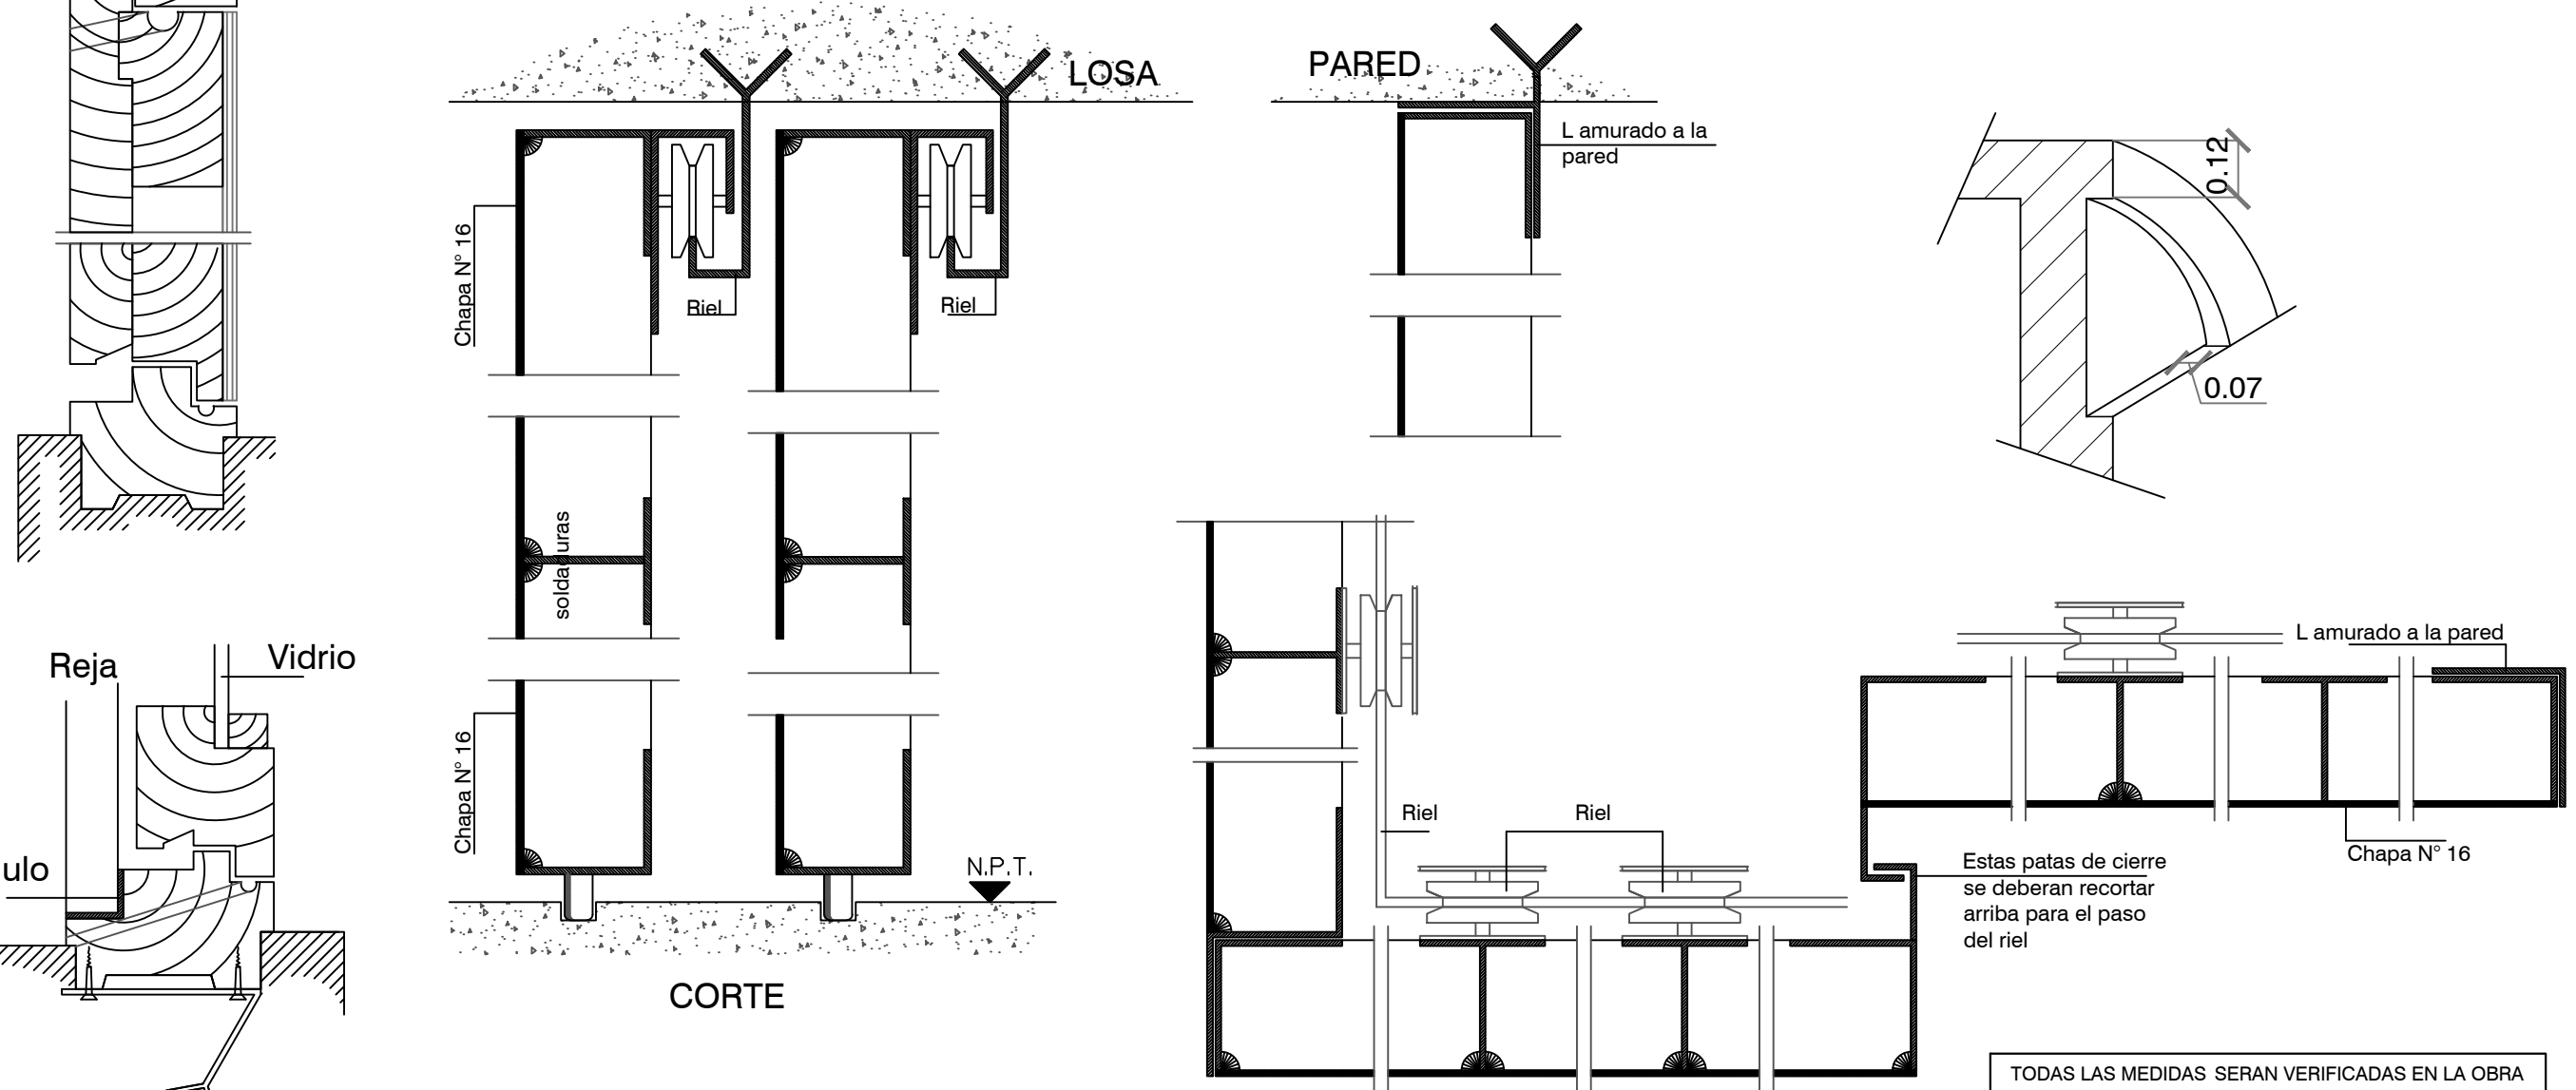 LOSA
PARED
L amurado a la
pared
0.12
0.07
Chapa N° 16
Riel
Riel
soldaduras
Reja
Vidrio
ulo
Chapa N° 16
N.P.T.
CORTE
Riel
Riel
L amurado a la pared
Chapa N° 16
Estas patas de cierre
se deberan recortar
arriba para el paso
del riel
TODAS LAS MEDIDAS SERAN VERIFICADAS EN LA OBRA